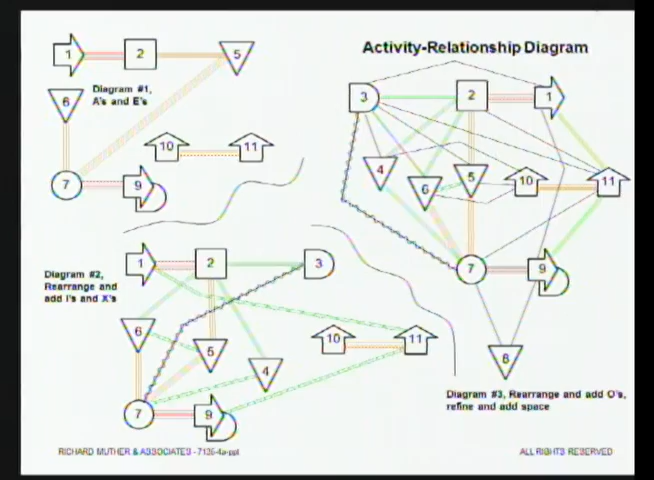 Activity-Relationship Diagram
1
2
5
Diagram #1,
A's and E's
6
10
11
7
9
3
2
1
4
6
5
10
11
7
9
8
Diagram #3, Rearrange and add O's,
refine and add space
Diagram #2,
Rearrange and
add I's and X's
1
2
3
6
5
4
10
11
7
9
RICHARD MUTHER & ASSOCIATES - 7135-4a-ppt
ALL RIGHTS RESERVED